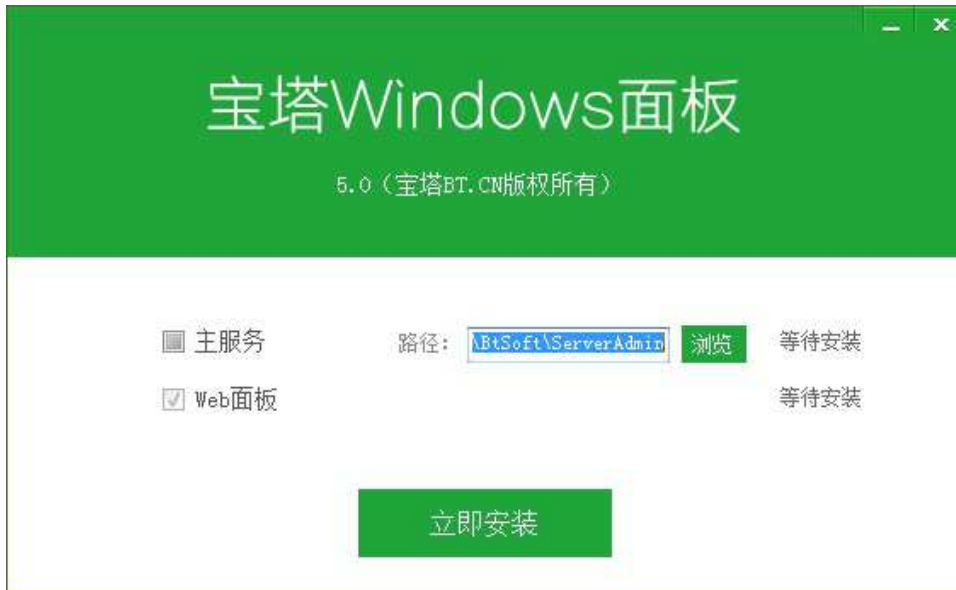 宝塔Windows面板
5.0（宝塔BT.CN版权所有）
主服务 路径： \BtSoft\ServerAdmin 浏览 等待安装
Web面板 等待安装
立即安装